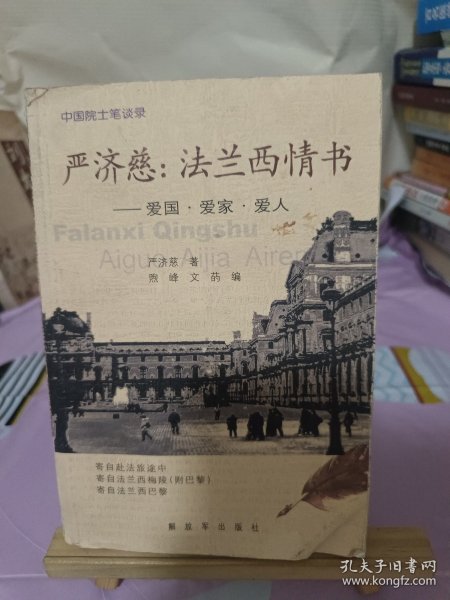 中国院士笔谈录
严济慈：法兰西情书
——爱国·爱家·爱人
Falanxi Qingshu
Aiguo Aijia Airen
严济慈 著
煦峰 文芮 编
寄自赴法旅途中
寄自法兰西梅陵(附巴黎)
寄自法兰西巴黎
解放军出版社
孔夫子旧书网
www.kongfz.com